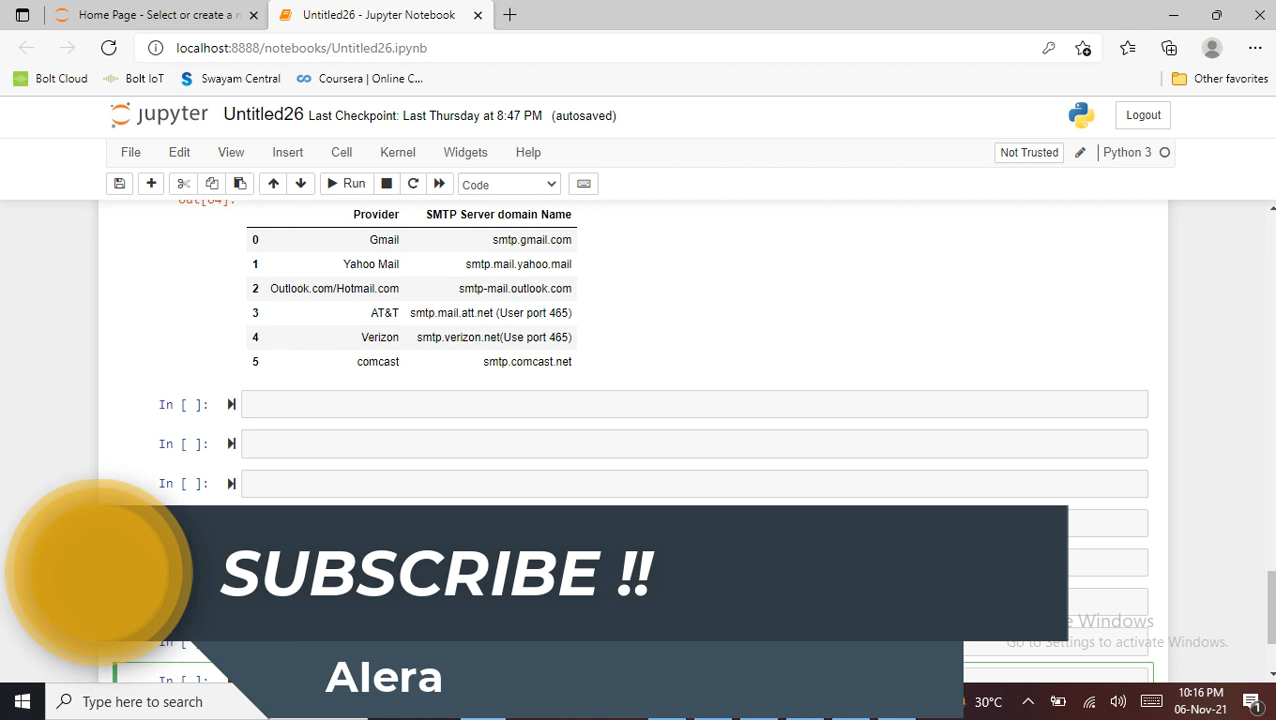 Home Page - Select or create a n
Untitled26 - Jupyter Notebook
localhost:8888/notebooks/Untitled26.ipynb
Bolt Cloud
Bolt IoT
Swayam Central
Coursera | Online C...
Other favorites
jupyter
Untitled26 Last Checkpoint: Last Thursday at 8:47 PM (autosaved)
Logout
File Edit View Insert Cell Kernel Widgets Help
Not Trusted
Python 3
Run
Code
Out[64]:
Provider SMTP Server domain Name
0 Gmail smtp.gmail.com
1 Yahoo Mail smtp.mail.yahoo.mail
2 Outlook.com/Hotmail.com smtp-mail.outlook.com
3 AT&T smtp.mail.att.net (User port 465)
4 Verizon smtp.verizon.net(Use port 465)
5 comcast smtp.comcast.net
In [ ]:
In [ ]:
In [ ]:
SUBSCRIBE !!
Windows
Go to Settings to activate Windows.
Alera
Type here to search
30°C
10:16 PM
06-Nov-21
1